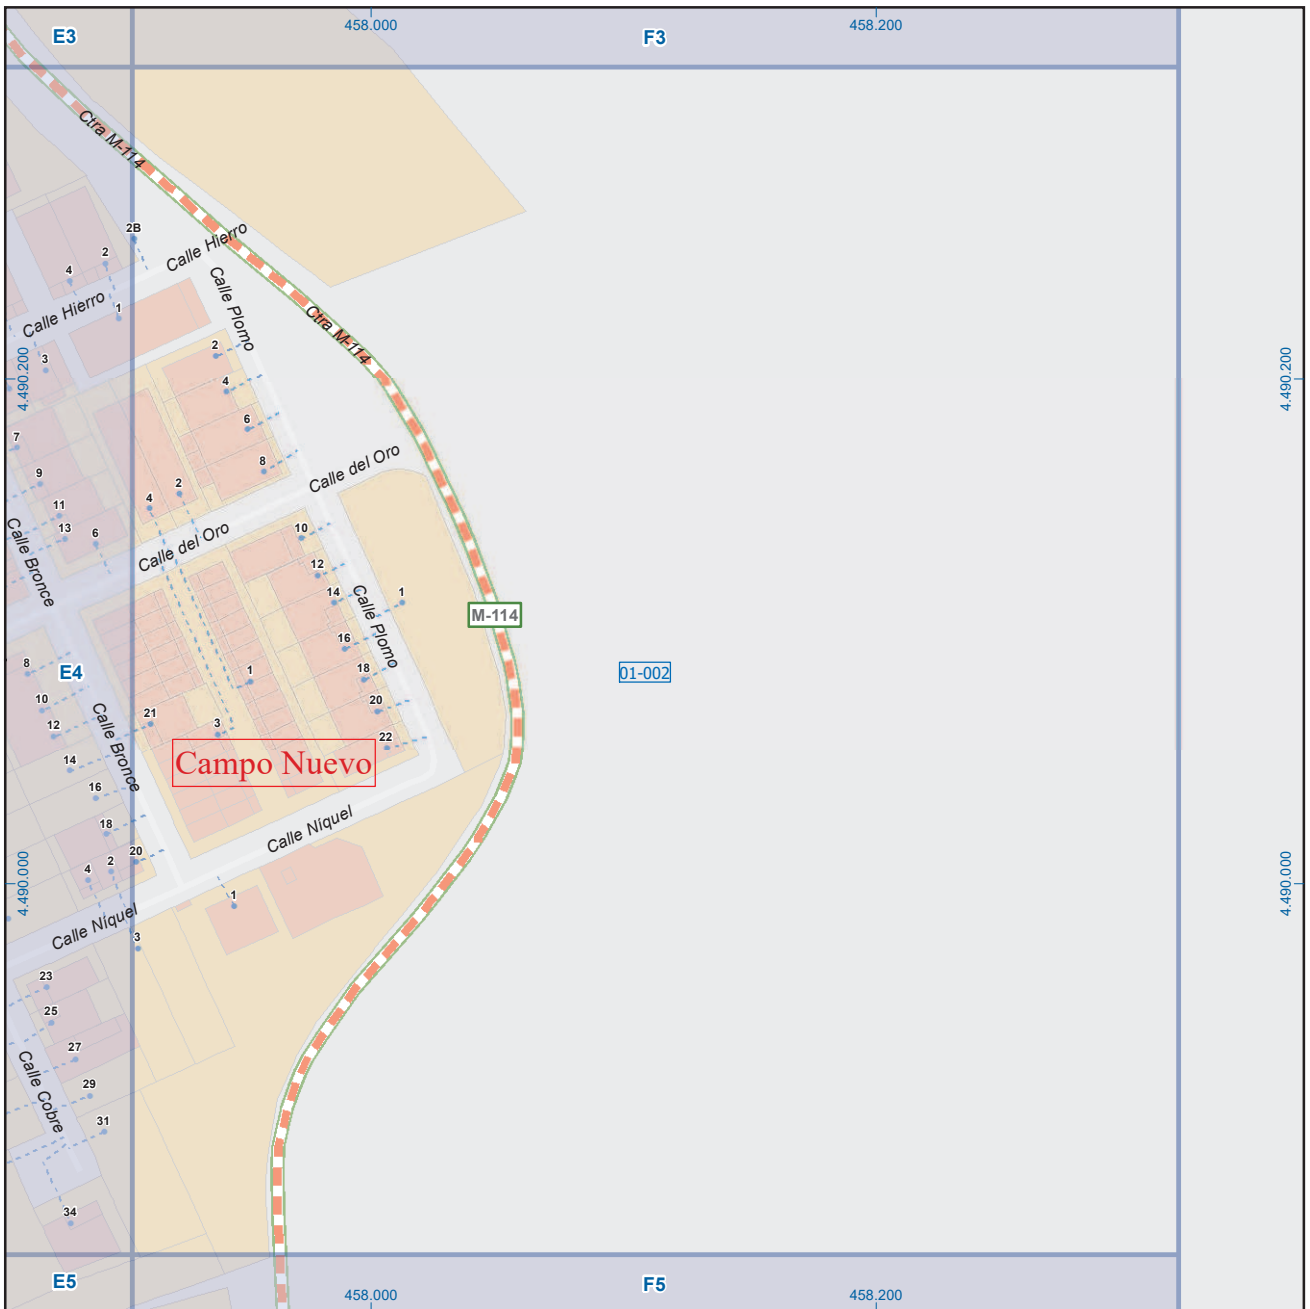 458.000
458.200
E3
F3
Ctra M-114
2B
2
4
Calle Hierro
Calle Hierro
1
Calle Plomo
Ctra M-114
3
2
4
4.490.200
4.490.200
6
7
8
Calle del Oro
9
2
4
11
13
6
10
Calle del Oro
Calle Bronce
12
14
1
Calle Plomo
M-114
16
8
E4
18
1
01-002
10
20
12
21
3
22
Calle Bronce
14
Campo Nuevo
16
18
Calle Níquel
20
2
4
4.490.000
4.490.000
1
Calle Níquel
3
23
25
27
Calle Cobre
29
31
34
E5
F5
458.000
458.200